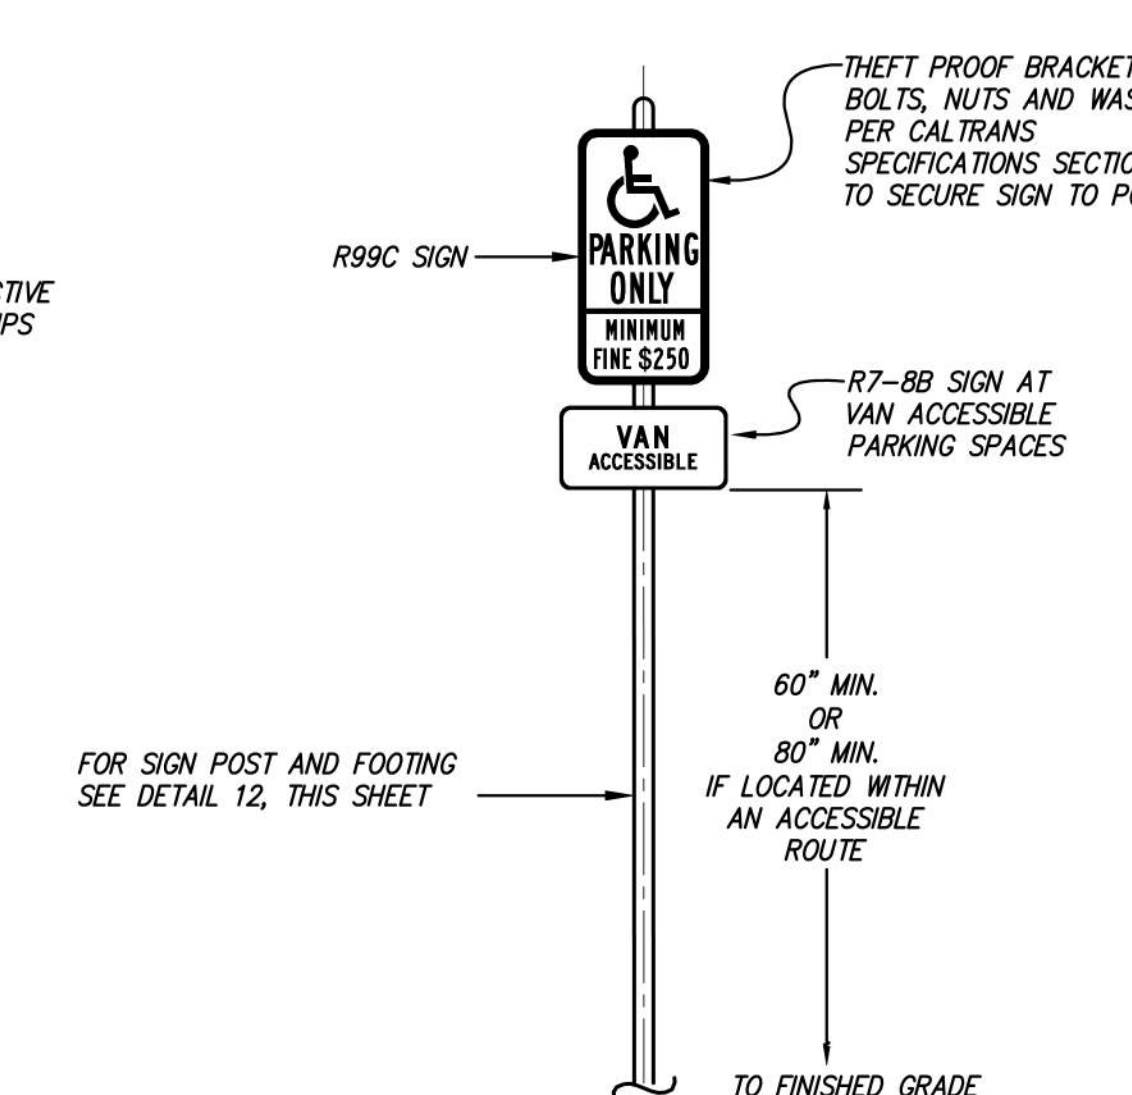 THEFT PROOF BRACKET
BOLTS, NUTS AND
PER CALTRANS
SPECIFICATIONS
TO SECURE SIGN TO
R99C SIGN
PARKING
ONLY
MINIMUM
FINE $250
R7-8B SIGN AT
VAN ACCESSIBLE
PARKING SPACES
VAN
ACCESSIBLE
60" MIN.
OR
80" MIN.
IF LOCATED WITHIN
AN ACCESSIBLE
ROUTE
FOR SIGN POST AND FOOTING
SEE DETAIL 12, THIS SHEET
TO FINISHED GRADE